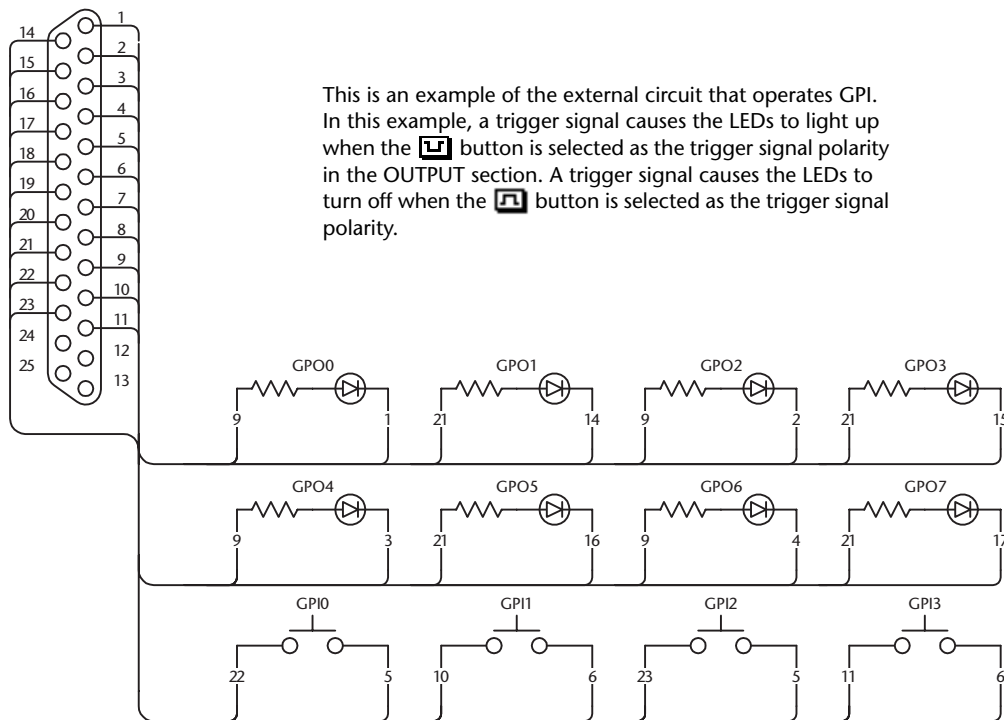 14
15
16
17
18
19
20
21
22
23
24
25
1
2
3
4
5
6
7
8
9
10
11
12
13
This is an example of the external circuit that operates GPI.
In this example, a trigger signal causes the LEDs to light up
when the button is selected as the trigger signal polarity
in the OUTPUT section. A trigger signal causes the LEDs to
turn off when the button is selected as the trigger signal
polarity.
GPO0 GPO1 GPO2 GPO3
9 1 21 14 9 2 21 15
GPO4 GPO5 GPO6 GPO7
9 3 21 16 9 4 21 17
GPI0 GPI1 GPI2 GPI3
22 5 10 6 23 5 11 6